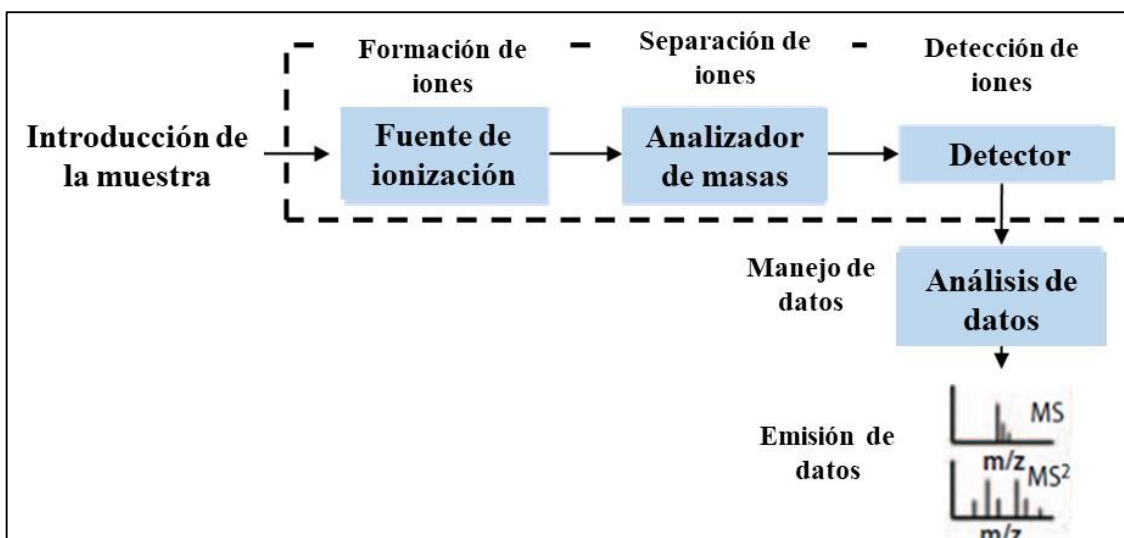 Formación de
iones
Separación de
iones
Detección de
iones
Introducción de
la muestra
Fuente de
ionización
Analizador
de masas
Detector
Manejo de
datos
Análisis de
datos
Emisión de
datos
MS
m/z
MS²
m/z